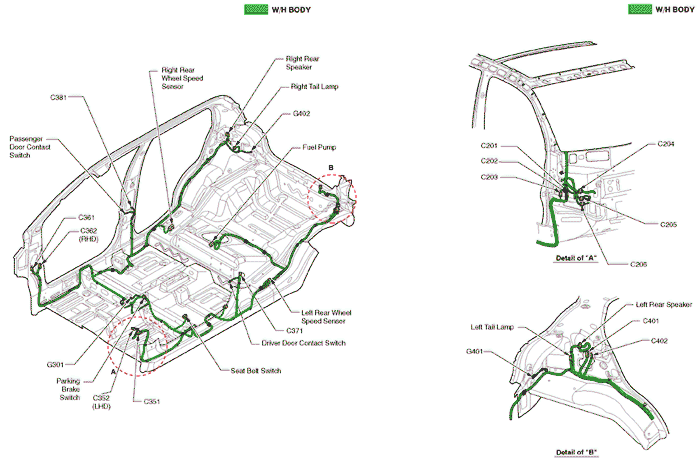 W/H BODY
W/H BODY
Right Rear
Speaker
Right Rear
Wheel Speed
Sensor
Right Tail Lamp
C381
G402
Passenger
Door Contact
Switch
Fuel Pump
B
C361
C362
(RHD)
Left Rear Wheel
Speed Sensor
C371
Driver Door Contact Switch
G301
Seat Belt Switch
A
Parking
Brake
Switch
C352
(LHD)
C351
C201
C202
C203
C204
C205
C206
Detail of "A"
Left Rear Speaker
Left Tail Lamp
C401
C402
G401
Detail of "B"